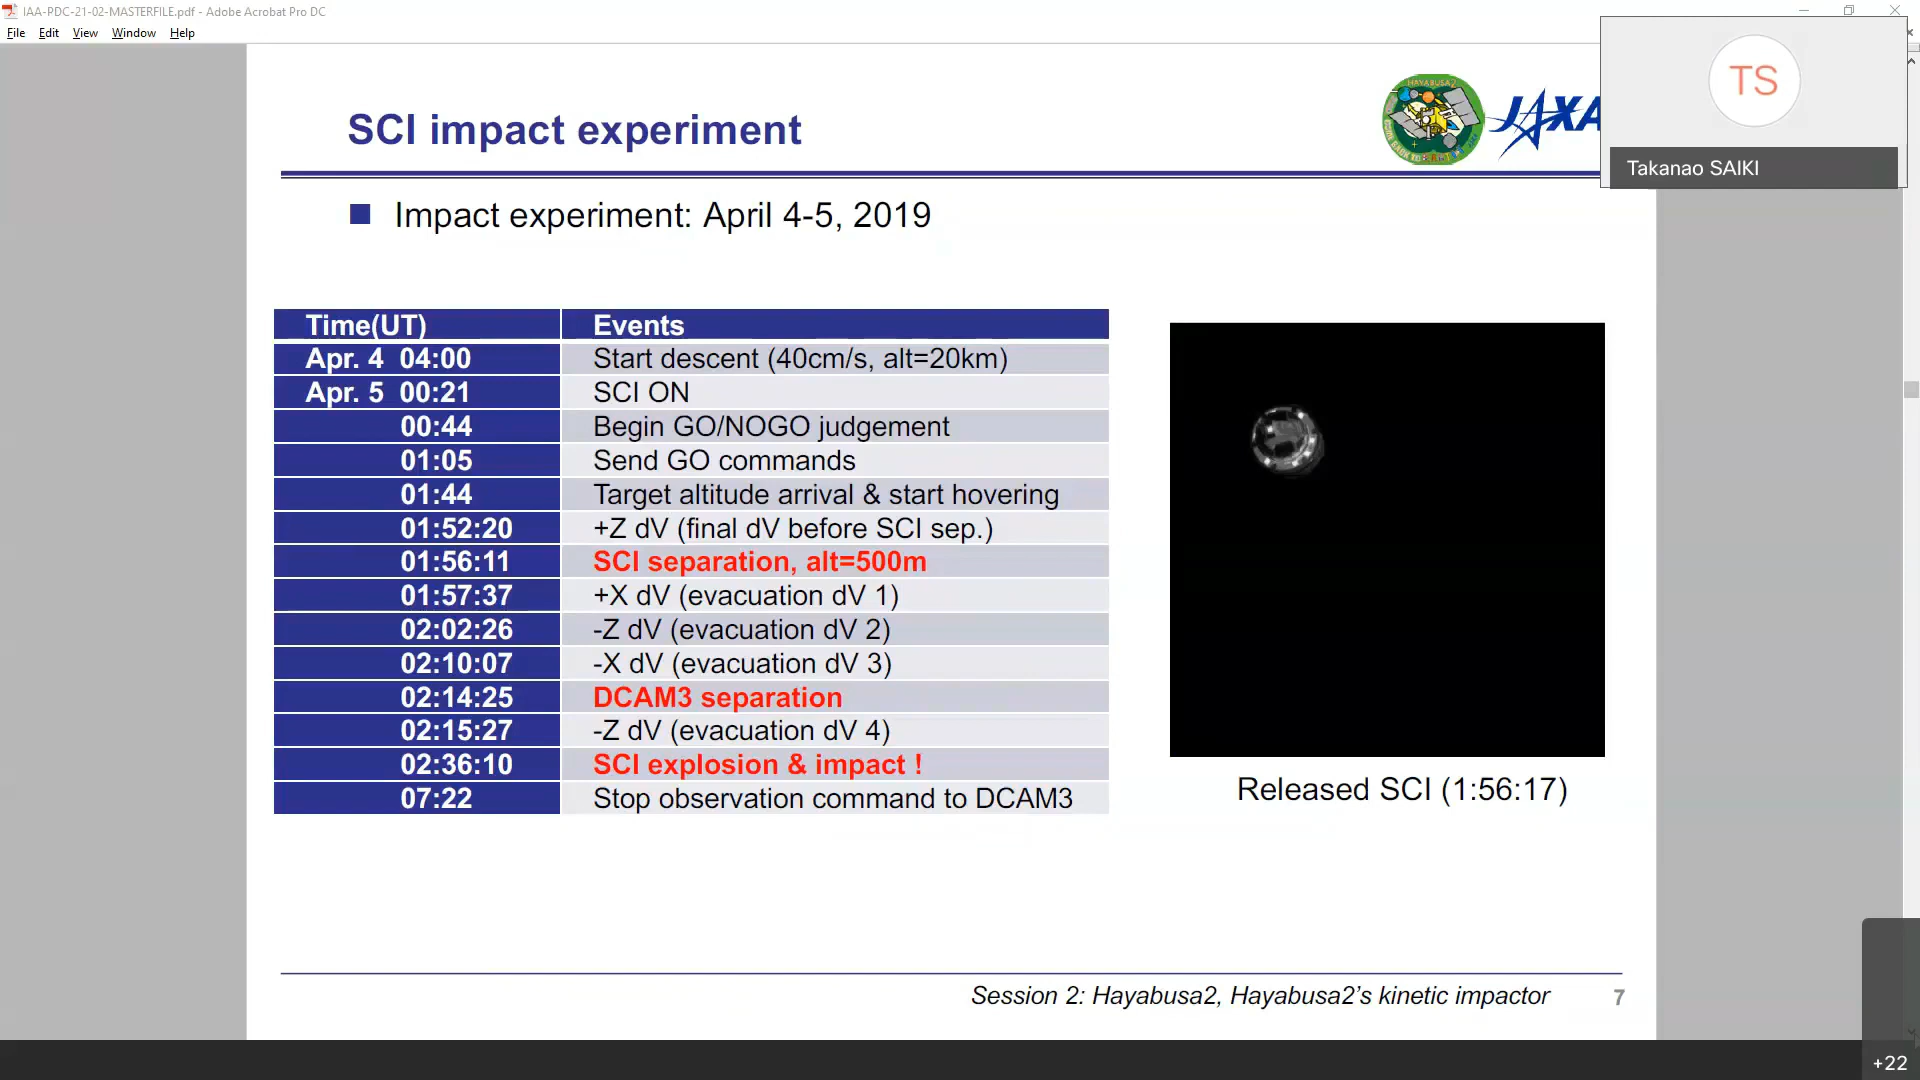 IAA-PDC-21-02-MASTERFILE.pdf - Adobe Acrobat Pro DC
File Edit View Window Help
TS
Takanao SAIKI
HAYABUSA2
JAXA
SCI impact experiment
Impact experiment: April 4-5, 2019
Time(UT) Events
Apr. 4 04:00 Start descent (40cm/s, alt=20km)
Apr. 5 00:21 SCI ON
00:44 Begin GO/NOGO judgement
01:05 Send GO commands
01:44 Target altitude arrival & start hovering
01:52:20 +Z dV (final dV before SCI sep.)
01:56:11 SCI separation, alt=500m
01:57:37 +X dV (evacuation dV 1)
02:02:26 -Z dV (evacuation dV 2)
02:10:07 -X dV (evacuation dV 3)
02:14:25 DCAM3 separation
02:15:27 -Z dV (evacuation dV 4)
02:36:10 SCI explosion & impact !
07:22 Stop observation command to DCAM3
Released SCI (1:56:17)
Session 2: Hayabusa2, Hayabusa2’s kinetic impactor 7
+22